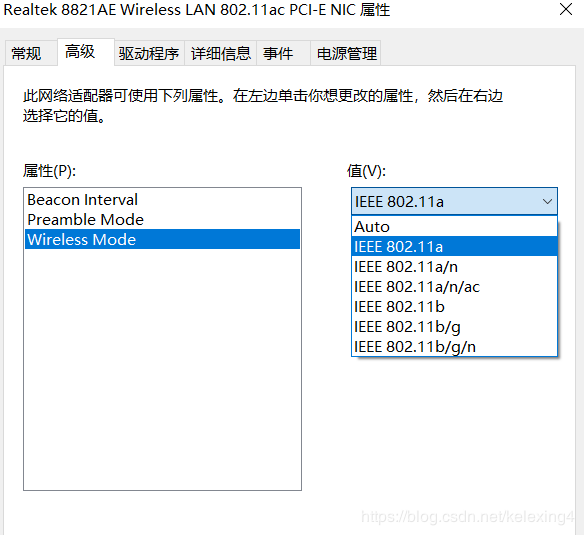 Realtek 8821AE Wireless LAN 802.11ac PCI-E NIC 属性
常规 高级 驱动程序 详细信息 事件 电源管理
此网络适配器可使用下列属性。在左边单击你想更改的属性，然后在右边
选择它的值。
属性(P): 值(V):
Beacon Interval IEEE 802.11a
Preamble Mode
Wireless Mode
Auto
IEEE 802.11a
IEEE 802.11a/n
IEEE 802.11a/n/ac
IEEE 802.11b
IEEE 802.11b/g
IEEE 802.11b/g/n
https://blog.csdn.net/kelexing4